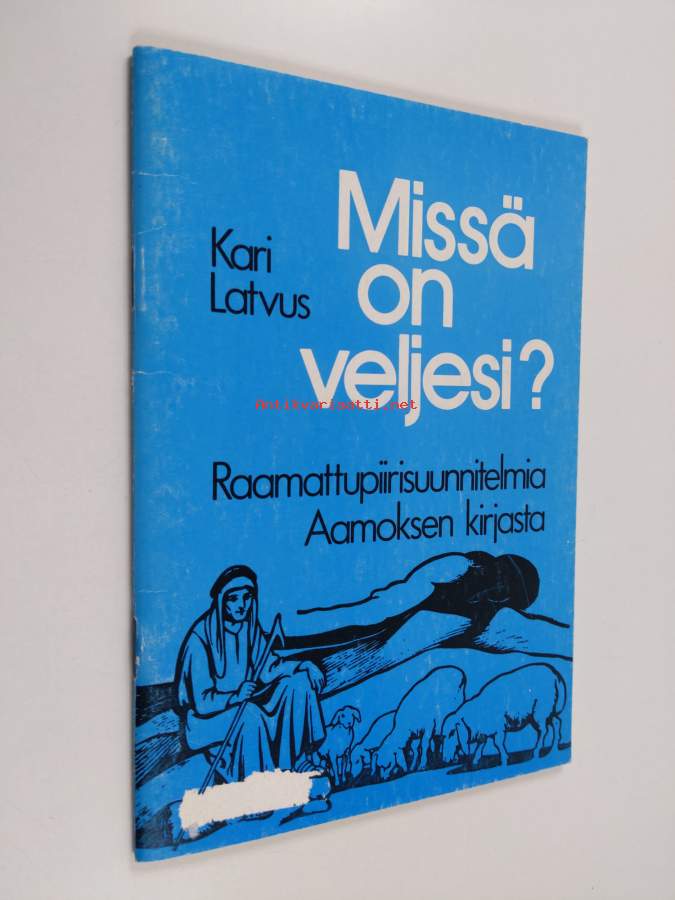 Kari
Latvus
Missä
on
veljesi?
Antikvariaatti.net
Raamattupiirisuunnitelmia
Aamoksen kirjasta